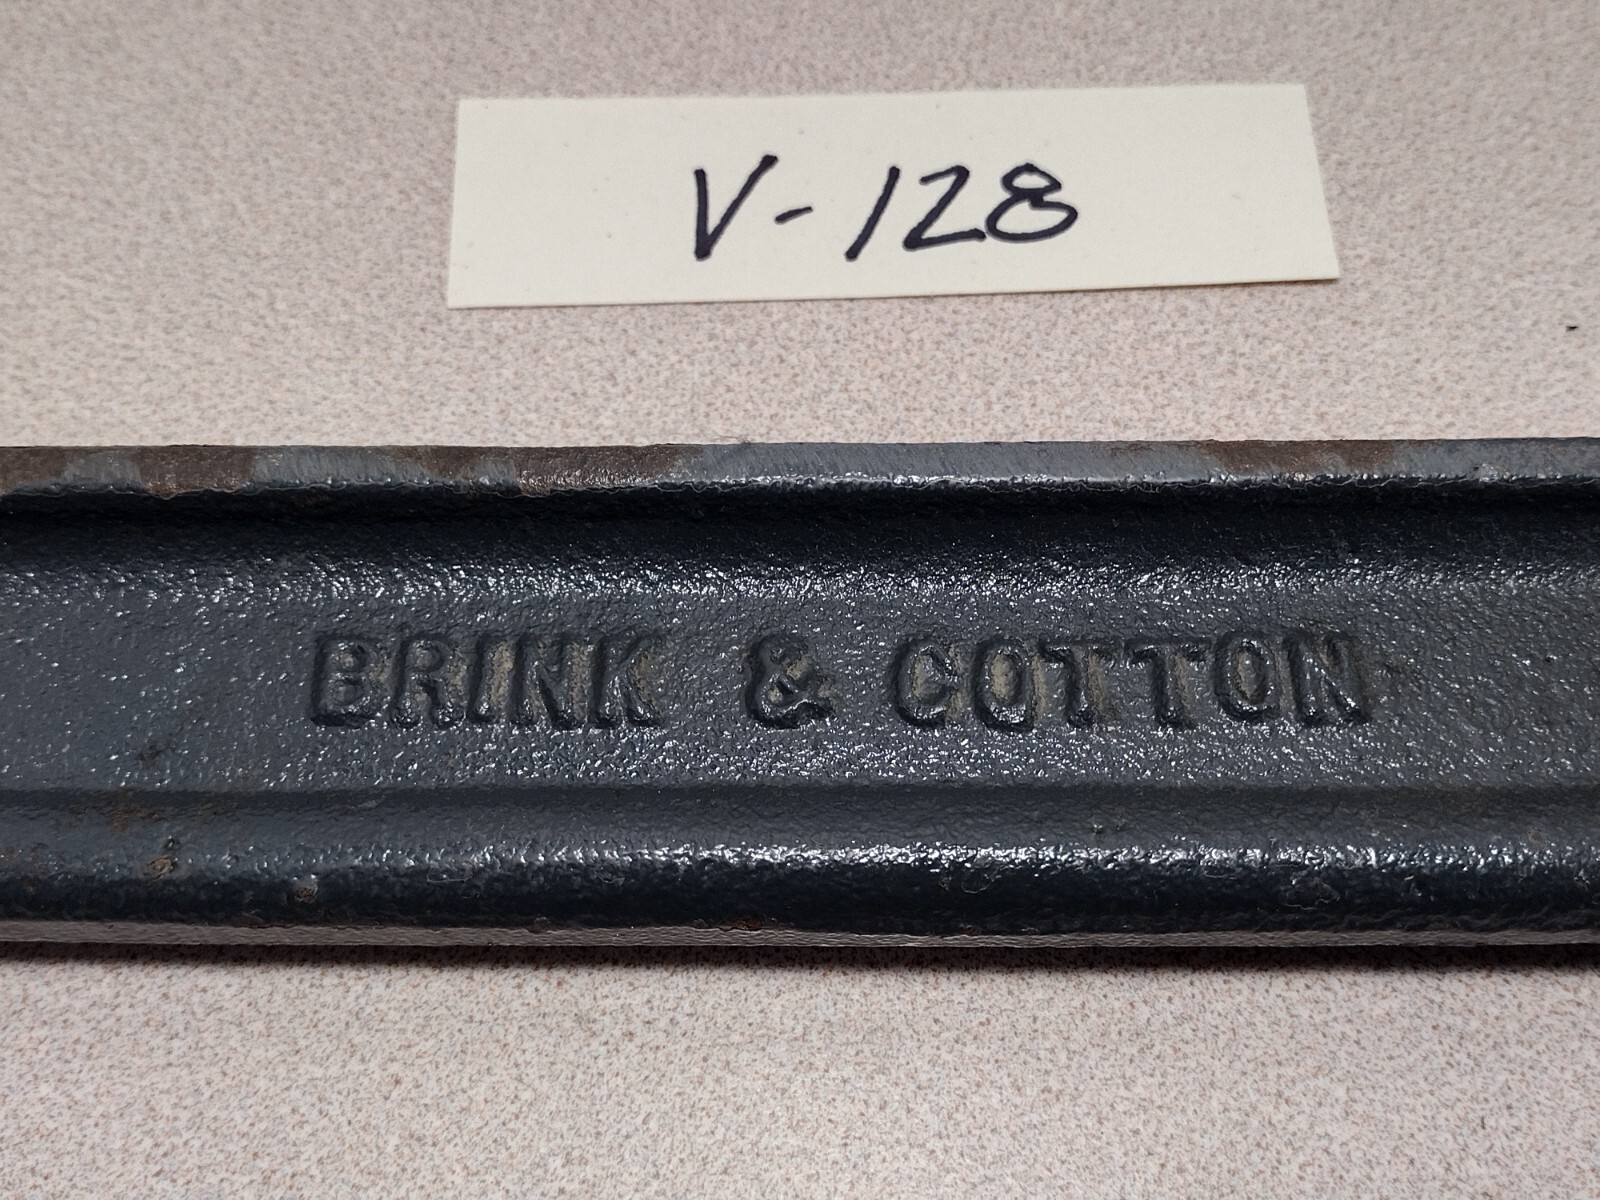 V-128
BRINK & COTTON